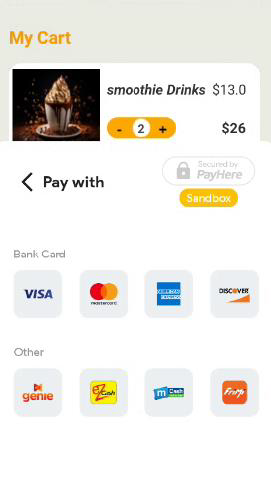 My Cart
smoothie Drinks $13.0
- 2 + $26
Secured by
PayHere
Pay with
Sandbox
Bank Card
VISA mastercard AMERICAN EXPRESS DISCOVER
Other
genie eZ Cash mCash FriMi